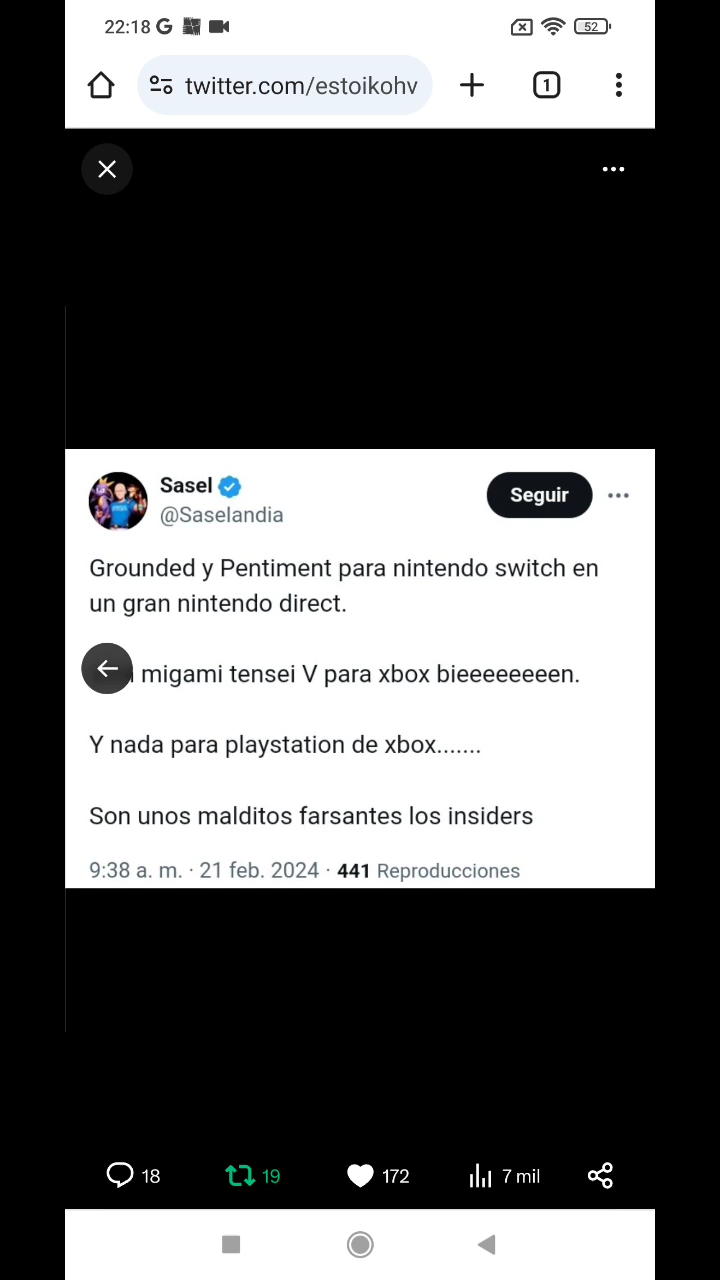 22:18
52
twitter.com/estoikohv
1
Sasel
@Saselandia
Seguir
Grounded y Pentiment para nintendo switch en
un gran nintendo direct.
migami tensei V para xbox bieeeeeeeen.
Y nada para playstation de xbox.......
Son unos malditos farsantes los insiders
9:38 a. m. · 21 feb. 2024 · 441 Reproducciones
18
19
172
7 mil